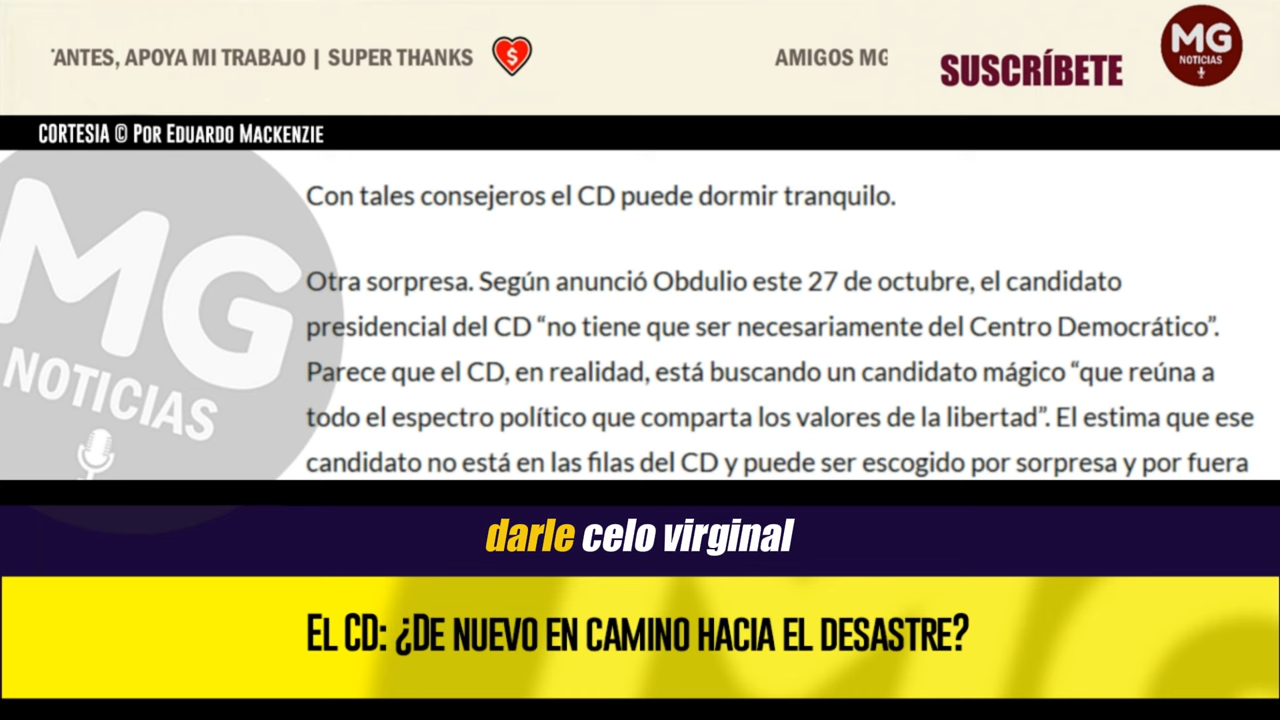 'ANTES, APOYA MI TRABAJO | SUPER THANKS
AMIGOS MG
SUSCRÍBETE
MG
NOTICIAS
CORTESIA © POR EDUARDO MACKENZIE
MG
NOTICIAS
Con tales consejeros el CD puede dormir tranquilo.
Otra sorpresa. Según anunció Obdulio este 27 de octubre, el candidato
presidencial del CD “no tiene que ser necesariamente del Centro Democrático”.
Parece que el CD, en realidad, está buscando un candidato mágico “que reúna a
todo el espectro político que comparta los valores de la libertad”. El estima que ese
candidato no está en las filas del CD y puede ser escogido por sorpresa y por fuera
darle celo virginal
EL CD: ¿DE NUEVO EN CAMINO HACIA EL DESASTRE?